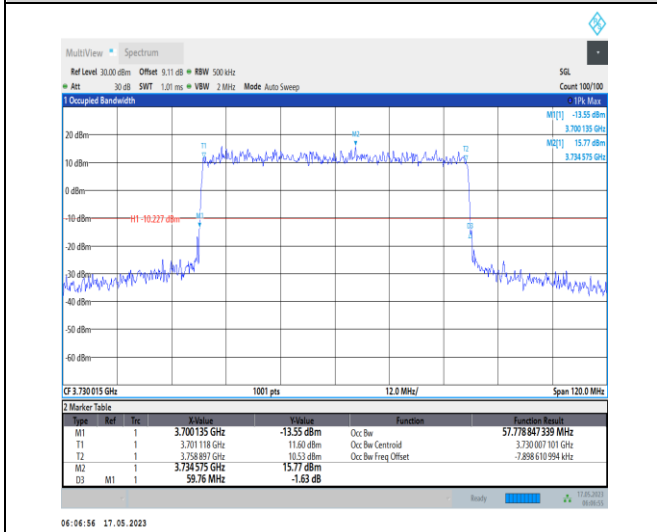 MultiView Spectrum
Ref Level 30.00 dBm Offset 9.11 dB RBW 500 kHz SGL
Att 30 dB SWT 1.01 ms VBW 2 MHz Mode Auto Sweep Count 100/100
1 Occupied Bandwidth 1Pk Max
M1[1] -13.55 dBm
3.700 135 GHz
M2[1] 15.77 dBm
3.734 575 GHz
20 dBm
M2
T1
T2
10 dBm
0 dBm
-10 dBm
H1 -10.227 dBm
M1
D3
-30 dBm
-40 dBm
-50 dBm
-60 dBm
CF 3.730 015 GHz 1001 pts 12.0 MHz/ Span 120.0 MHz
2 Marker Table
Type Ref Trc X-Value Y-Value Function Function Result
M1 1 3.700135 GHz -13.55 dBm Occ Bw 57.778 847 339 MHz
T1 1 3.701 118 GHz 11.60 dBm Occ Bw Centroid 3.730 007 101 GHz
T2 1 3.758 897 GHz 10.53 dBm Occ Bw Freq Offset -7.898 610 994 kHz
M2 1 3.734575 GHz 15.77 dBm
D3 M1 1 59.76 MHz -1.63 dB
Ready 17.05.2023
06:06:55
06:06:56 17.05.2023